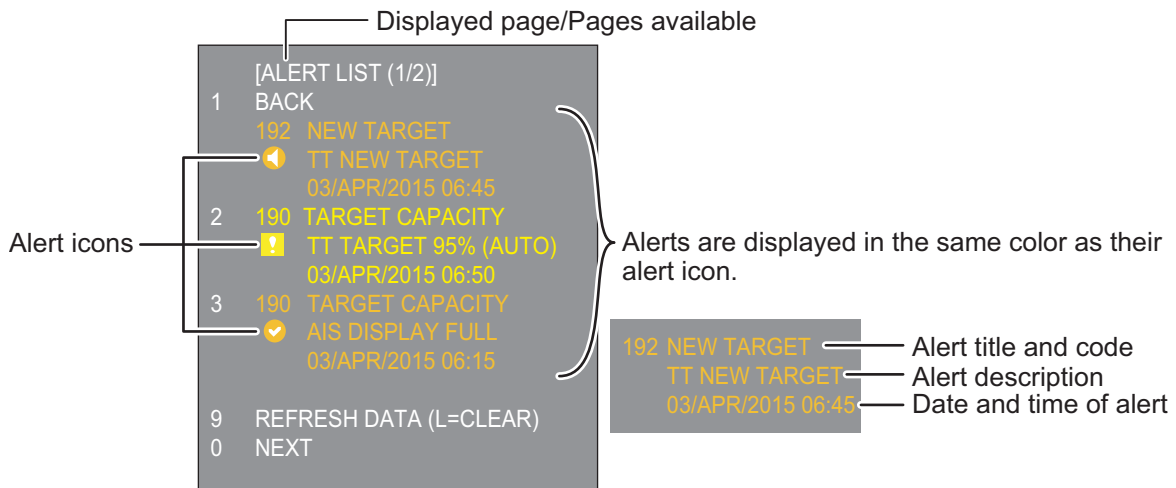 Displayed page/Pages available
[ALERT LIST (1/2)]
1 BACK
192 NEW TARGET
TT NEW TARGET
03/APR/2015 06:45
2 190 TARGET CAPACITY
! TT TARGET 95% (AUTO)
03/APR/2015 06:50
3 190 TARGET CAPACITY
AIS DISPLAY FULL
03/APR/2015 06:15
9 REFRESH DATA (L=CLEAR)
0 NEXT
Alert icons
Alerts are displayed in the same color as their
alert icon.
192 NEW TARGET
TT NEW TARGET
03/APR/2015 06:45
Alert title and code
Alert description
Date and time of alert